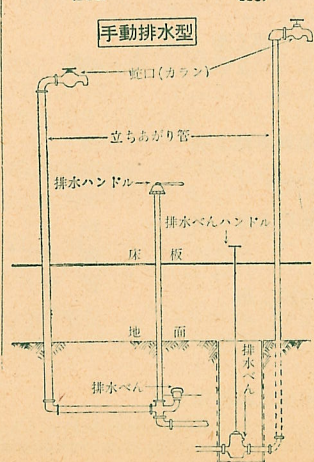 手動排水型
蛇口(カラン)
立ちあがり管
排水ハンドル
排水べんハンドル
床板
地面
排水べん
排水べん